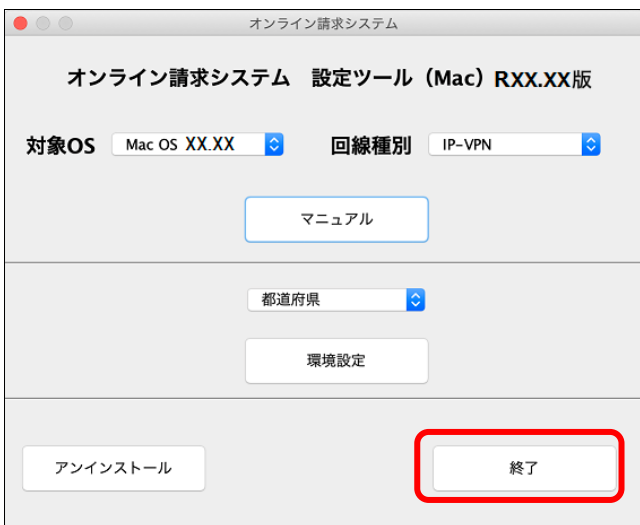 オンライン請求システム
オンライン請求システム　設定ツール（Mac）RXX.XX版
対象OS Mac OS XX.XX 回線種別 IP-VPN
マニュアル
都道府県
環境設定
アンインストール 終了